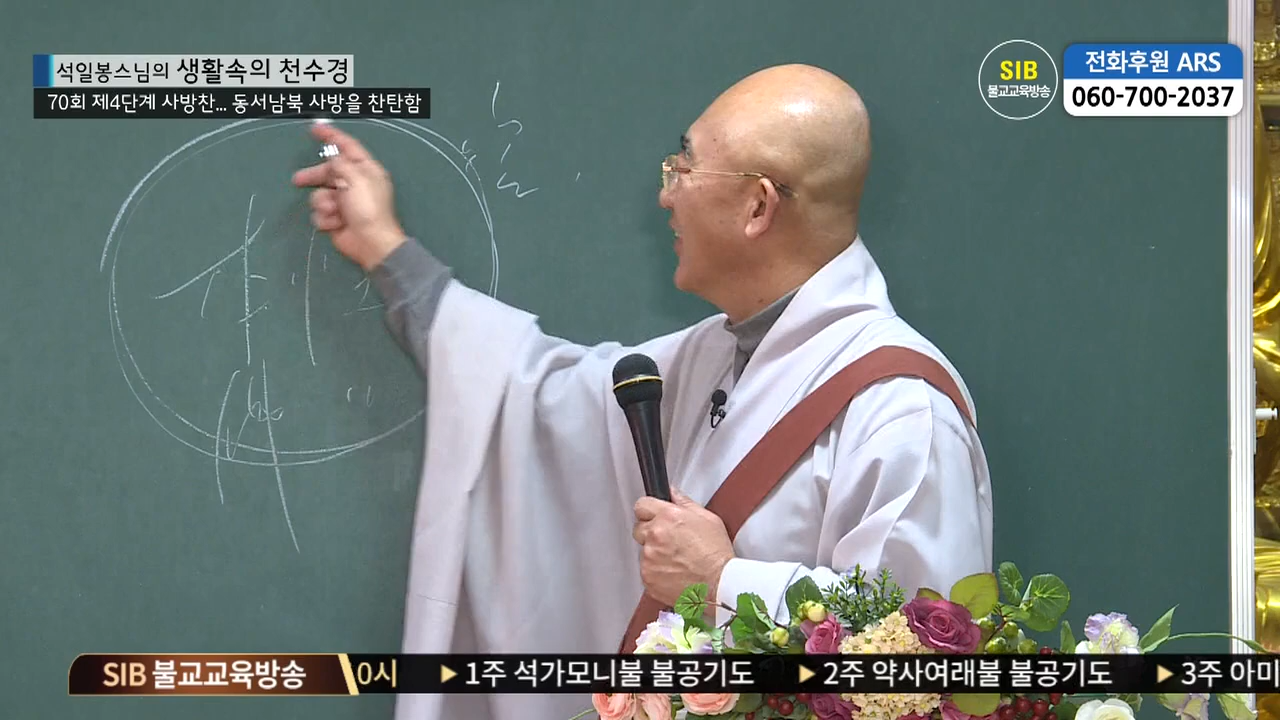 석일봉스님의 생활속의 천수경
70회 제4단계 사방찬... 동서남북 사방을 찬탄함
SIB
불교교육방송
전화후원 ARS
060-700-2037
SIB 불교교육방송
0시 ▶1주 석가모니불 불공기도 ▶2주 약사여래불 불공기도 ▶3주 아미